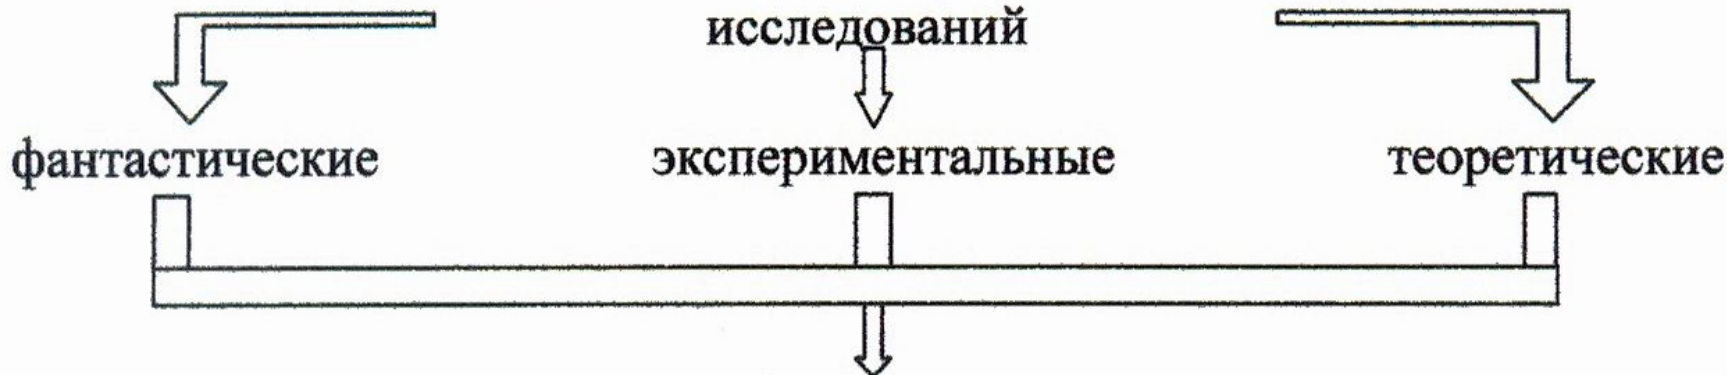 исследований
фантастические экспериментальные теоретические